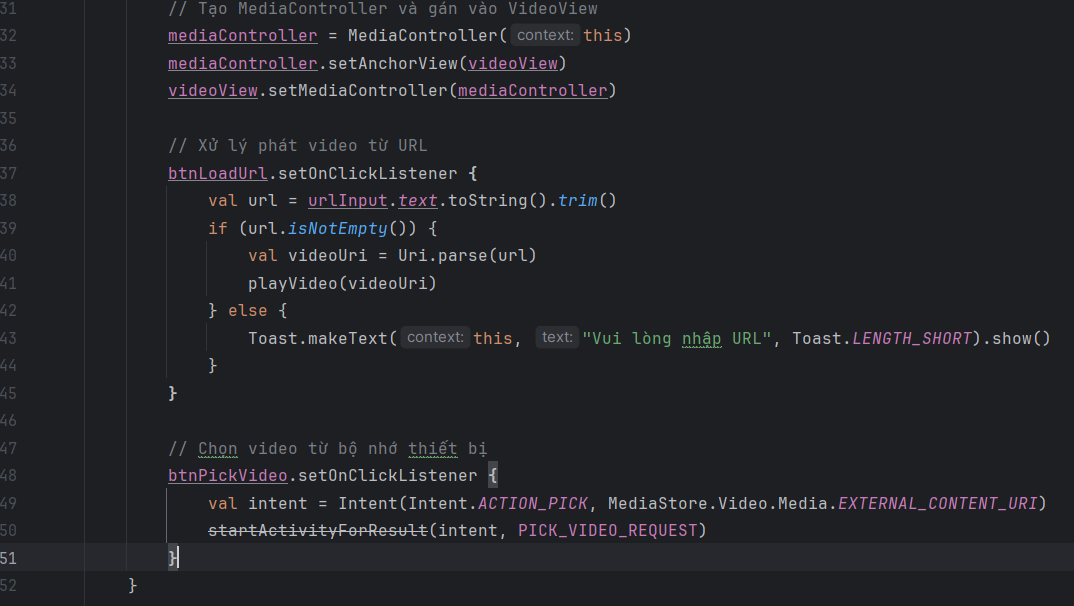 31 // Tạo MediaController và gán vào VideoView
32 mediaController = MediaController( context: this)
33 mediaController.setAnchorView(videoView)
34 videoView.setMediaController(mediaController)
35
36 // Xử lý phát video từ URL
37 btnLoadUrl.setOnClickListener {
38 val url = urlInput.text.toString().trim()
39 if (url.isNotEmpty()) {
40 val videoUri = Uri.parse(url)
41 playVideo(videoUri)
42 } else {
43 Toast.makeText( context: this, text: "Vui lòng nhập URL", Toast.LENGTH_SHORT).show()
44 }
45 }
46
47 // Chọn video từ bộ nhớ thiết bị
48 btnPickVideo.setOnClickListener {
49 val intent = Intent(Intent.ACTION_PICK, MediaStore.Video.Media.EXTERNAL_CONTENT_URI)
50 startActivityForResult(intent, PICK_VIDEO_REQUEST)
51 }
52 }